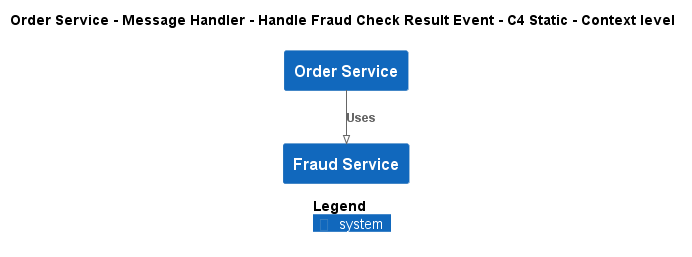 Order Service - Message Handler - Handle Fraud Check Result Event - C4 Static - Context level
Order Service
Uses
Fraud Service
Legend
system